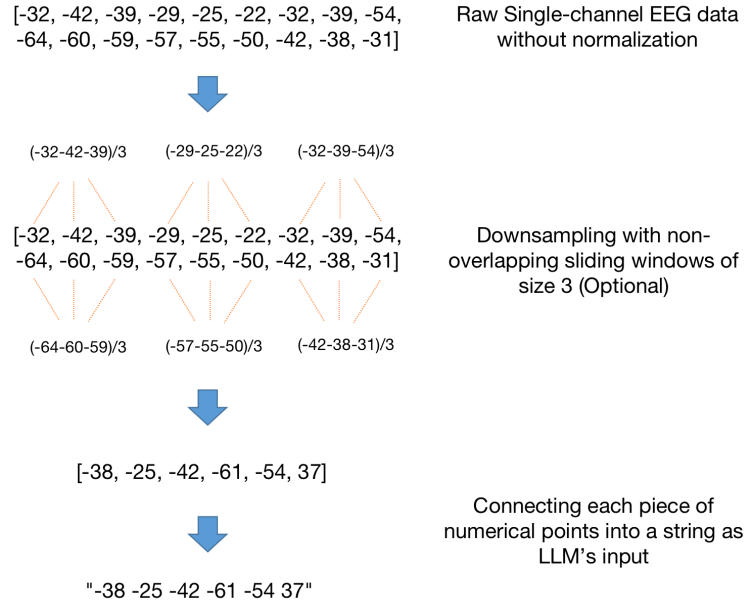 [-32, -42, -39, -29, -25, -22, -32, -39, -54,
-64, -60, -59, -57, -55, -50, -42, -38, -31]
Raw Single-channel EEG data
without normalization
(-32-42-39)/3
(-29-25-22)/3
(-32-39-54)/3
[-32, -42, -39, -29, -25, -22, -32, -39, -54,
-64, -60, -59, -57, -55, -50, -42, -38, -31]
Downsampling with non-
overlapping sliding windows of
size 3 (Optional)
(-64-60-59)/3
(-57-55-50)/3
(-42-38-31)/3
[-38, -25, -42, -61, -54, 37]
Connecting each piece of
numerical points into a string as
LLM's input
"-38 -25 -42 -61 -54 37"